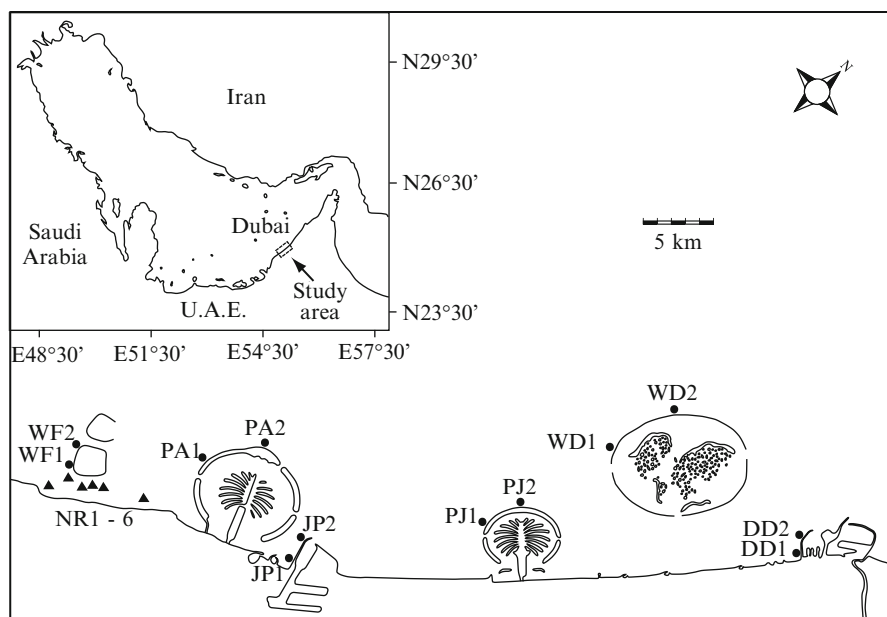 N29°30'
Iran
N
N26°30'
Saudi
Arabia
Dubai
5 km
Study
area
U.A.E.
N23°30'
E48°30'
E51°30'
E54°30'
E57°30'
WD2
WF2
WF1
PA1
PA2
WD1
NR1 - 6
JP2
JP1
PJ2
PJ1
DD2
DD1